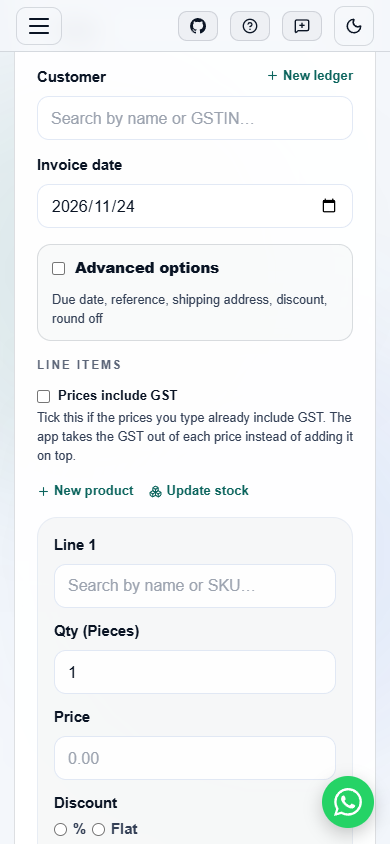 Customer
+ New ledger
Search by name or GSTIN...
Invoice date
2026/11/24
Advanced options
Due date, reference, shipping address, discount,
round off
LINE ITEMS
Prices include GST
Tick this if the prices you type already include GST. The
app takes the GST out of each price instead of adding it
on top.
+ New product
Update stock
Line 1
Search by name or SKU...
Qty (Pieces)
1
Price
0.00
Discount
% Flat